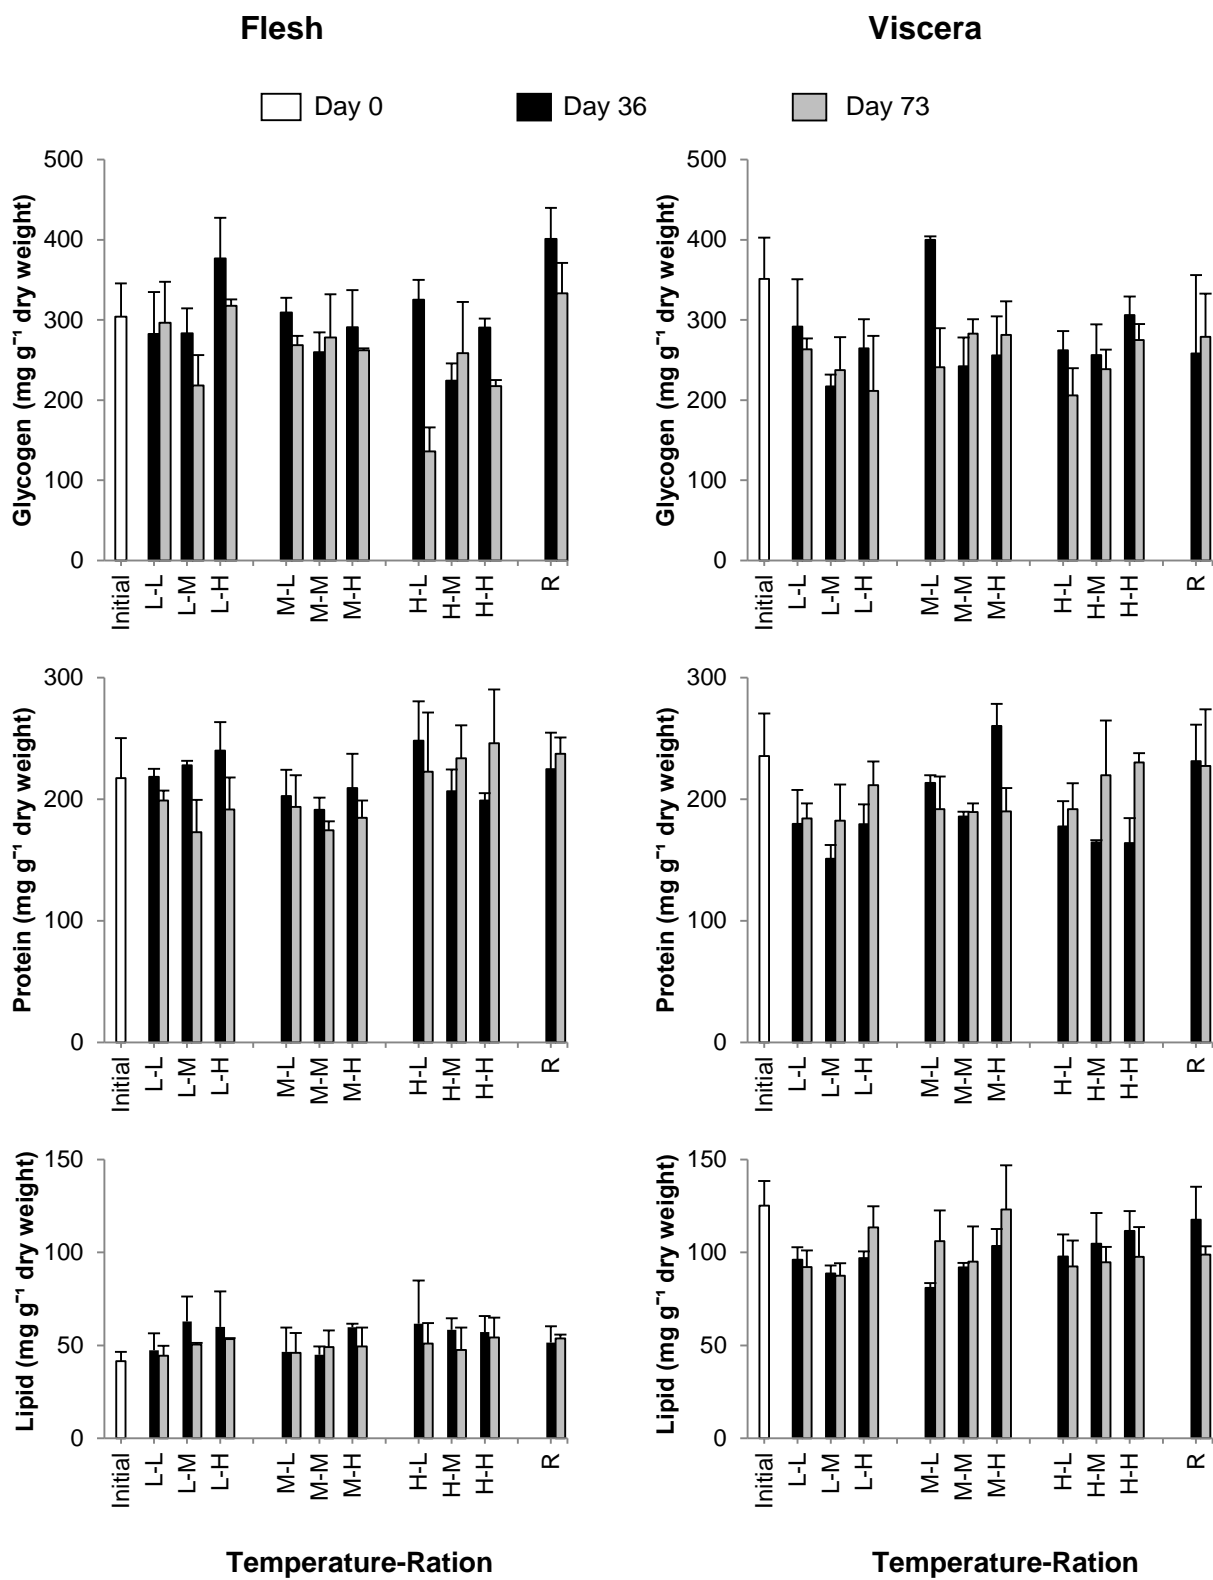 Flesh
Viscera
Day 0
Day 36
Day 73
Glycogen (mg g⁻¹ dry weight)
500
400
300
200
100
0
Initial
L-L
L-M
L-H
M-L
M-M
M-H
H-L
H-M
H-H
R
Glycogen (mg g⁻¹ dry weight)
500
400
300
200
100
0
Initial
L-L
L-M
L-H
M-L
M-M
M-H
H-L
H-M
H-H
R
Protein (mg g⁻¹ dry weight)
300
200
100
0
Initial
L-L
L-M
L-H
M-L
M-M
M-H
H-L
H-M
H-H
R
Protein (mg g⁻¹ dry weight)
300
200
100
0
Initial
L-L
L-M
L-H
M-L
M-M
M-H
H-L
H-M
H-H
R
Lipid (mg g⁻¹ dry weight)
150
100
50
0
Initial
L-L
L-M
L-H
M-L
M-M
M-H
H-L
H-M
H-H
R
Temperature-Ration
Lipid (mg g⁻¹ dry weight)
150
100
50
0
Initial
L-L
L-M
L-H
M-L
M-M
M-H
H-L
H-M
H-H
R
Temperature-Ration